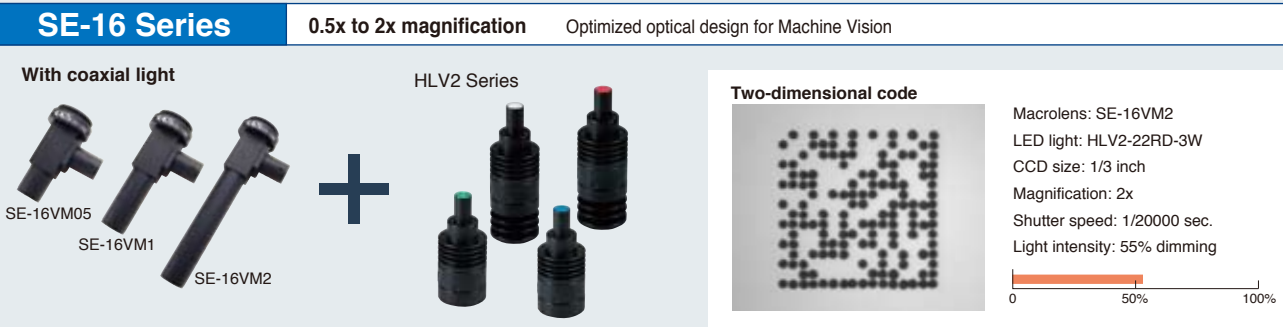 SE-16 Series
0.5x to 2x magnification
Optimized optical design for Machine Vision
With coaxial light
SE-16VM05
SE-16VM1
SE-16VM2
HLV2 Series
Two-dimensional code
Macrolens: SE-16VM2
LED light: HLV2-22RD-3W
CCD size: 1/3 inch
Magnification: 2x
Shutter speed: 1/20000 sec.
Light intensity: 55% dimming
0 50% 100%